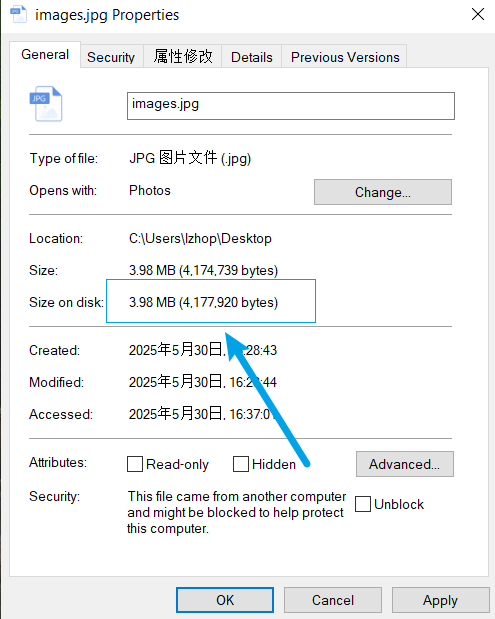 images.jpg Properties
General Security 属性修改 Details Previous Versions
JPG
images.jpg
Type of file: JPG 图片文件 (.jpg)
Opens with: Photos Change...
Location: C:\Users\lzhop\Desktop
Size: 3.98 MB (4,174,739 bytes)
Size on disk: 3.98 MB (4,177,920 bytes)
Created: 2025年5月30日, :28:43
Modified: 2025年5月30日, 16:2 :44
Accessed: 2025年5月30日, 16:37:0
Attributes: Read-only Hidden Advanced...
Security: This file came from another computer
and might be blocked to help protect
this computer.
Unblock
OK Cancel Apply